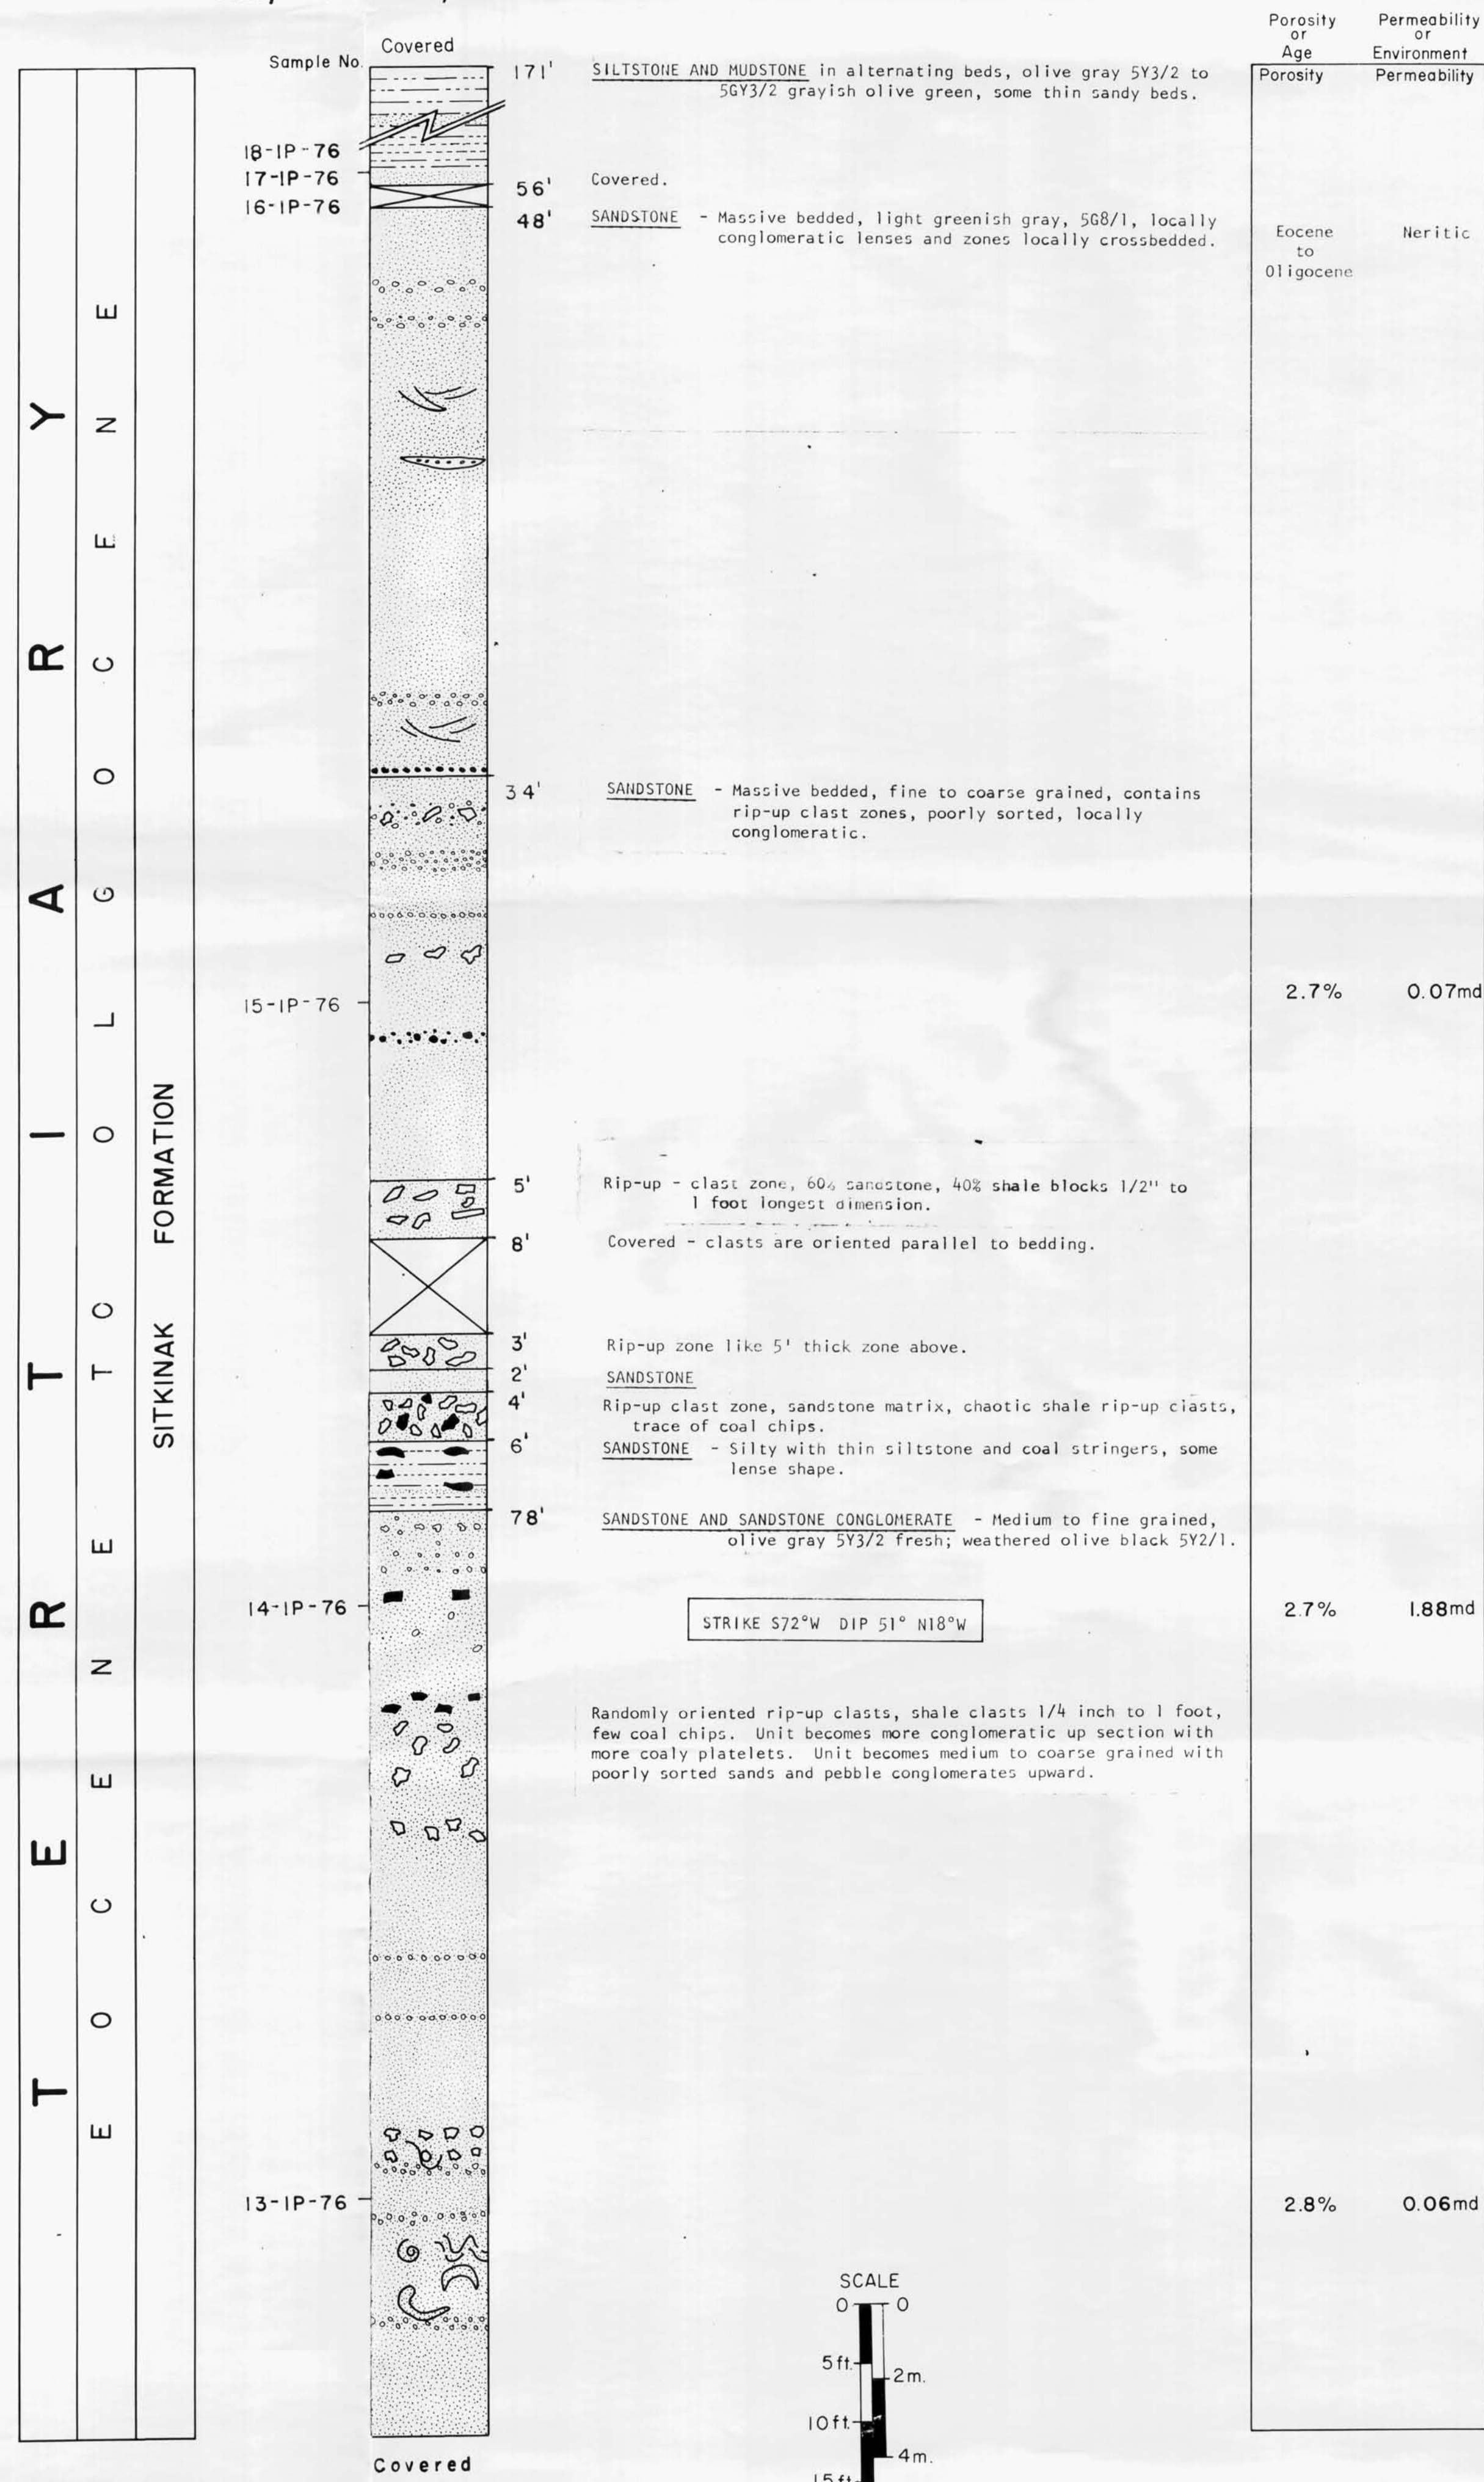 Porosity Permeability
or or
Age Environment
Sample No. Covered
Porosity Permeability
171' SILTSTONE AND MUDSTONE in alternating beds, olive gray 5Y3/2 to
5GY3/2 grayish olive green, some thin sandy beds.
18-IP-76
17-IP-76
56' Covered.
16-IP-76
48' SANDSTONE - Massive bedded, light greenish gray, 5G8/1, locally
conglomeratic lenses and zones locally crossbedded.
Eocene Neritic
to
Oligocene
34' SANDSTONE - Massive bedded, fine to coarse grained, contains
rip-up clast zones, poorly sorted, locally
conglomeratic.
15-IP-76 2.7% 0.07md
5' Rip-up - clast zone, 60% sandstone, 40% shale blocks 1/2" to
1 foot longest dimension.
8' Covered - clasts are oriented parallel to bedding.
3' Rip-up zone like 5' thick zone above.
2' SANDSTONE
4' Rip-up clast zone, sandstone matrix, chaotic shale rip-up clasts,
trace of coal chips.
6' SANDSTONE - Silty with thin siltstone and coal stringers, some
lense shape.
78' SANDSTONE AND SANDSTONE CONGLOMERATE - Medium to fine grained,
olive gray 5Y3/2 fresh; weathered olive black 5Y2/1.
14-IP-76 STRIKE S72°W DIP 51° N18°W 2.7% 1.88md
Randomly oriented rip-up clasts, shale clasts 1/4 inch to 1 foot,
few coal chips. Unit becomes more conglomeratic up section with
more coaly platelets. Unit becomes medium to coarse grained with
poorly sorted sands and pebble conglomerates upward.
13-IP-76 2.8% 0.06md
SCALE
0 0
5ft. 2m.
10ft. 4m.
15ft.
Covered
TERTIARY
EOCENE TO OLGOCENE
SITKINAK FORMATION